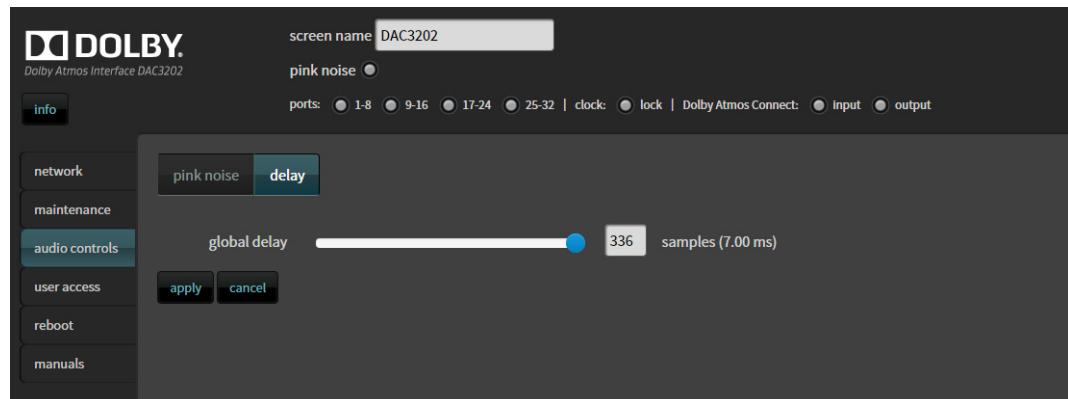 DOLBY.
Dolby Atmos Interface DAC3202
info
screen name DAC3202
pink noise
ports: 1-8 9-16 17-24 25-32 | clock: lock | Dolby Atmos Connect: input output
network
maintenance
audio controls
user access
reboot
manuals
pink noise delay
global delay 336 samples (7.00 ms)
apply cancel